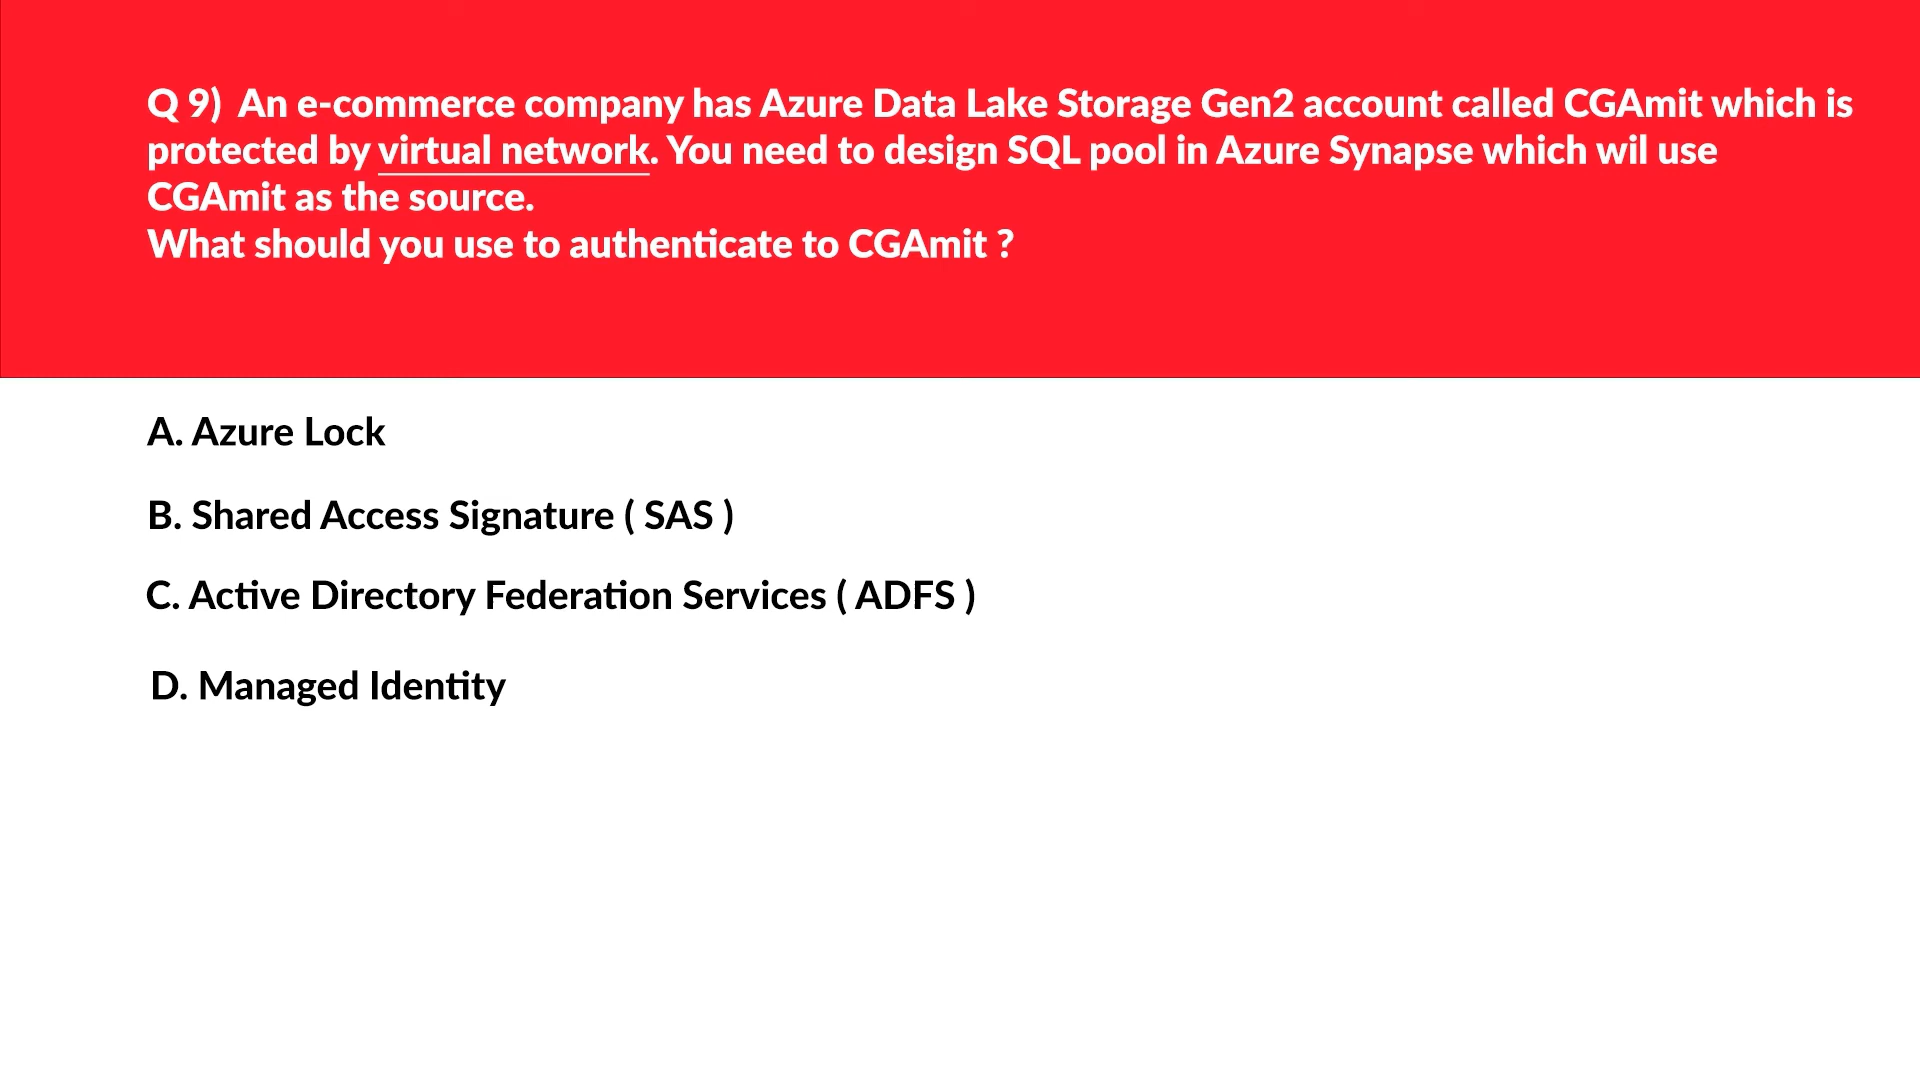 Q 9) An e-commerce company has Azure Data Lake Storage Gen2 account called CGAmit which is
protected by virtual network. You need to design SQL pool in Azure Synapse which wil use
CGAmit as the source.
What should you use to authenticate to CGAmit ?
A. Azure Lock
B. Shared Access Signature ( SAS )
C. Active Directory Federation Services ( ADFS )
D. Managed Identity